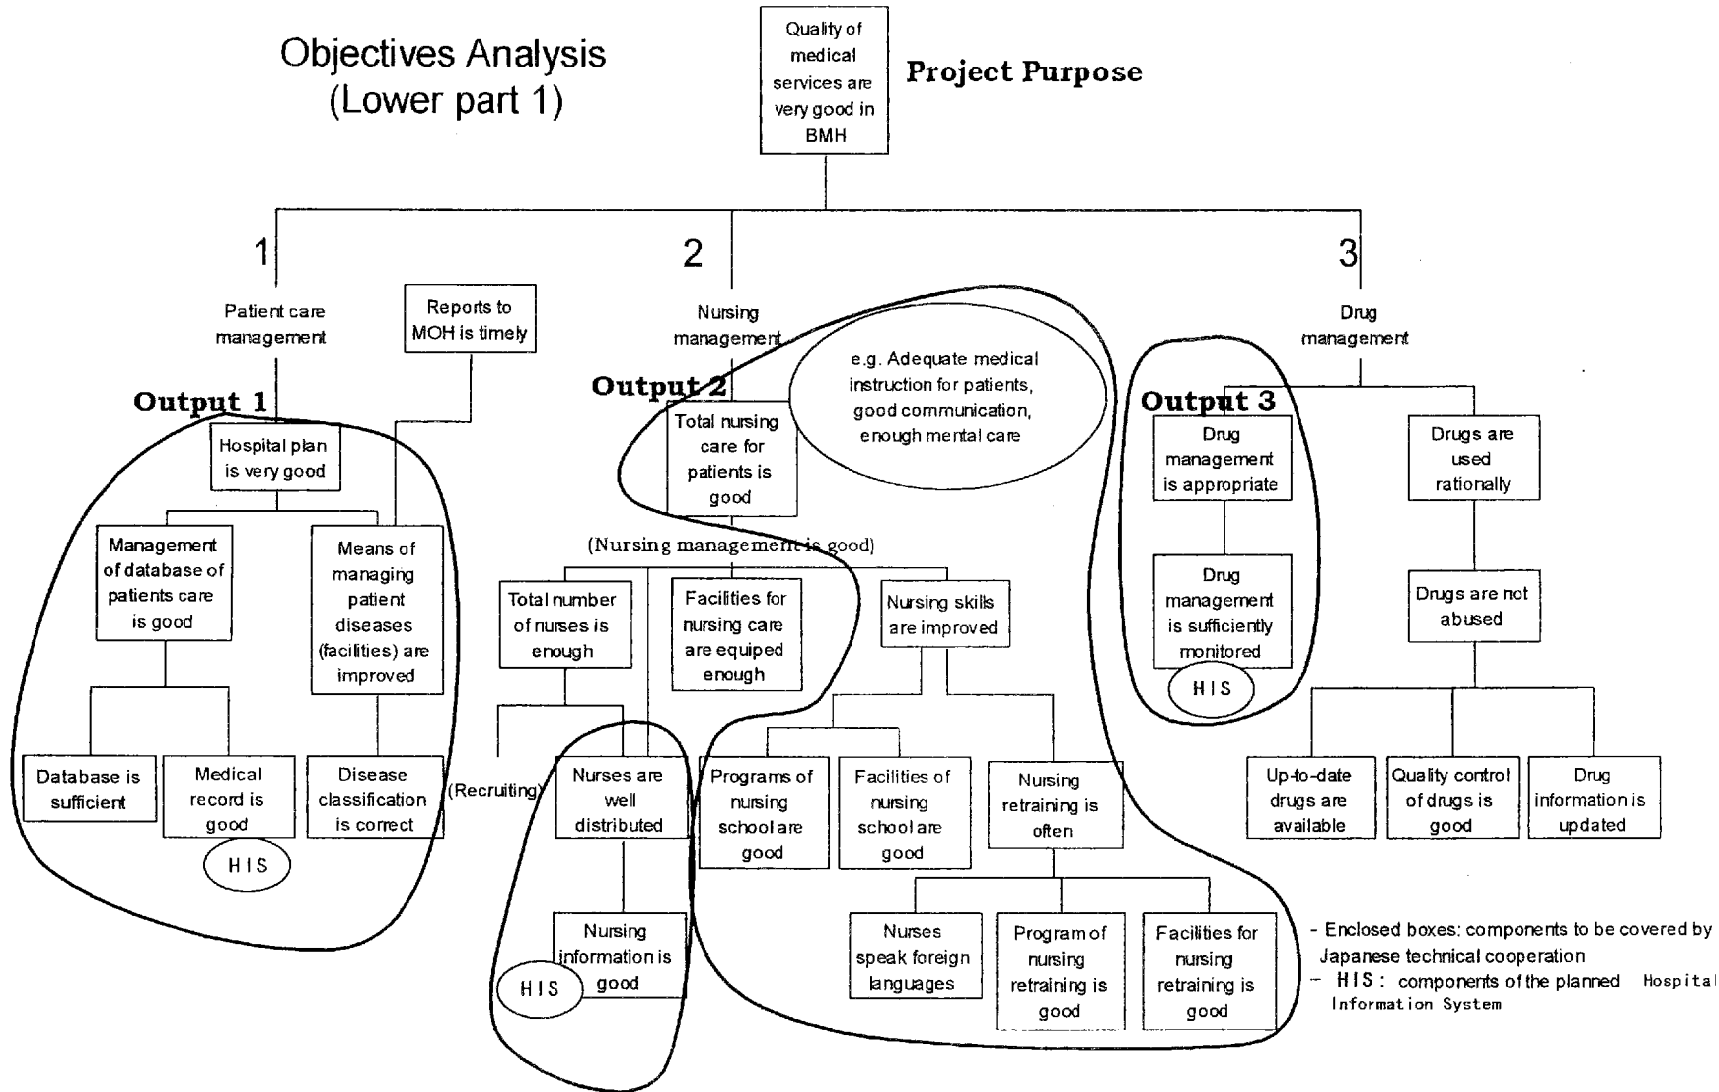 Objectives Analysis
(Lower part 1)
Quality of
medical
services are
very good in
BMH
Project Purpose
1
2
3
Patient care
management
Reports to
MOH is timely
Nursing
management
Drug
management
e.g. Adequate medical
instruction for patients,
good communication,
enough mental care
Output 1
Output 2
Output 3
Hospital plan
is very good
Total nursing
care for
patients is
good
Drug
management
is appropriate
Drugs are
used
rationally
Management
of database of
patients care
is good
Means of
managing
patient
diseases
(facilities) are
improved
(Nursing management is good)
Total number
of nurses is
enough
Facilities for
nursing care
are equiped
enough
Nursing skills
are improved
Drug
management
is sufficiently
monitored
HIS
Drugs are not
abused
Database is
sufficient
Medical
record is
good
HIS
Disease
classification
is correct
(Recruiting)
Nurses are
well
distributed
Programs of
nursing
school are
good
Facilities of
nursing
school are
good
Nursing
retraining is
often
Up-to-date
drugs are
available
Quality control
of drugs is
good
Drug
information is
updated
Nursing
information is
good
HIS
Nurses
speak foreign
languages
Program of
nursing
retraining is
good
Facilities for
nursing
retraining is
good
- Enclosed boxes: components to be covered by
Japanese technical cooperation
- HIS: components of the planned Hospital
Information System